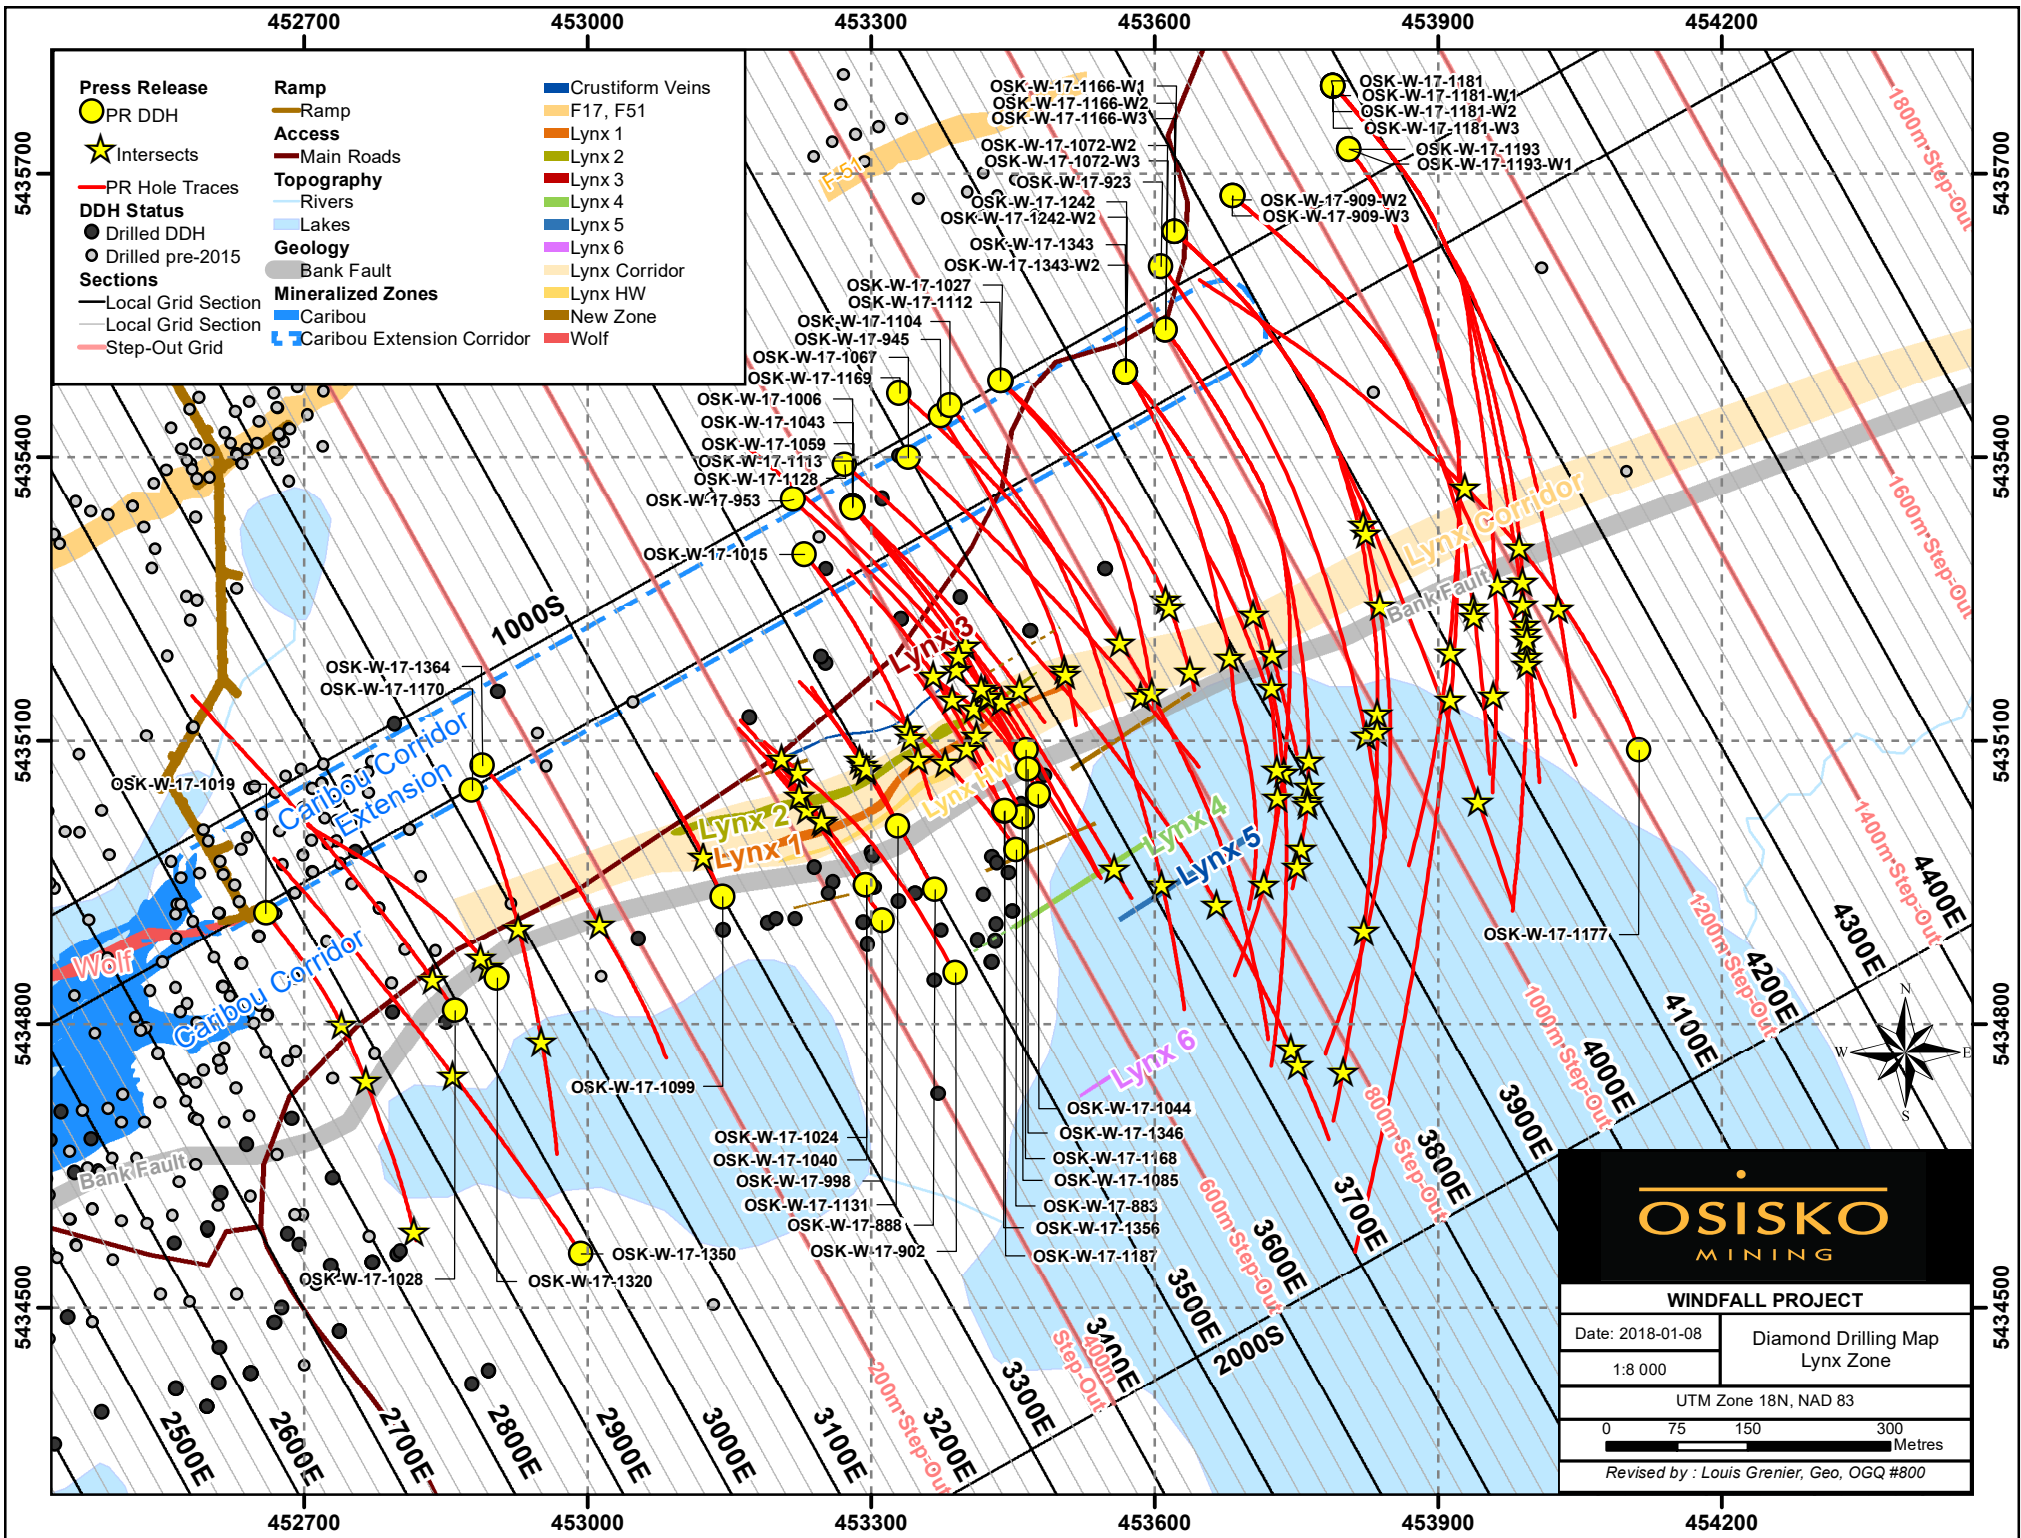 452700
453000
453300
453600
453900
454200
5435700
5435400
5435100
5434800
5434500
Press Release
PR DDH
Intersects
PR Hole Traces
DDH Status
Drilled DDH
Drilled pre-2015
Sections
Local Grid Section
Local Grid Section
Step-Out Grid
Ramp
Ramp
Access
Main Roads
Topography
Rivers
Lakes
Geology
Bank Fault
Mineralized Zones
Caribou
Caribou Extension Corridor
Crustiform Veins
F17, F51
Lynx 1
Lynx 2
Lynx 3
Lynx 4
Lynx 5
Lynx 6
Lynx Corridor
Lynx HW
New Zone
Wolf
OSK-W-17-1166-W1
OSK-W-17-1166-W2
OSK-W-17-1166-W3
OSK-W-17-1072-W2
OSK-W-17-1072-W3
OSK-W-17-923
OSK-W-17-1242
OSK-W-17-1242-W2
OSK-W-17-1343
OSK-W-17-1343-W2
OSK-W-17-1027
OSK-W-17-1112
OSK-W-17-1104
OSK-W-17-945
OSK-W-17-1067
OSK-W-17-1169
OSK-W-17-1006
OSK-W-17-1043
OSK-W-17-1059
OSK-W-17-1113
OSK-W-17-1128
OSK-W-17-953
OSK-W-17-1015
OSK-W-17-1181
OSK-W-17-1181-W1
OSK-W-17-1181-W2
OSK-W-17-1181-W3
OSK-W-17-1193
OSK-W-17-1193-W1
OSK-W-17-909-W2
OSK-W-17-909-W3
F-51
1800m Step-Out
1600m Step-Out
1400m Step-Out
1200m Step-Out
1000m Step-Out
800m Step-Out
600m Step-Out
400m
Step-Out
200m Step-Out
1000S
Lynx Corridor
Bank Fault
Lynx 3
OSK-W-17-1364
OSK-W-17-1170
OSK-W-17-1019
Caribou Corridor
Extension
Lynx 2
Lynx 1
Lynx HW
Lynx 4
Lynx 5
Wolf
Caribou Corridor
Lynx 6
OSK-W-17-1177
OSK-W-17-1099
OSK-W-17-1024
OSK-W-17-1040
OSK-W-17-998
OSK-W-17-1131
OSK-W-17-888
OSK-W-17-902
OSK-W-17-1044
OSK-W-17-1346
OSK-W-17-1168
OSK-W-17-1085
OSK-W-17-883
OSK-W-17-1356
OSK-W-17-1187
Bank Fault
OSK-W-17-1350
OSK-W-17-1320
OSK-W-17-1028
2500E
2600E
2700E
2800E
2900E
3000E
3100E
3200E
3300E
3400E
3500E
3600E
3700E
3800E
3900E
4000E
4100E
4200E
4300E
4400E
2000S
N
W
E
S
OSISKO
MINING
WINDFALL PROJECT
Date: 2018-01-08
1:8 000
Diamond Drilling Map
Lynx Zone
UTM Zone 18N, NAD 83
0 75 150 300
Metres
Revised by : Louis Grenier, Geo, OGQ #800
5435700
5435400
5435100
5434800
5434500
452700
453000
453300
453600
453900
454200